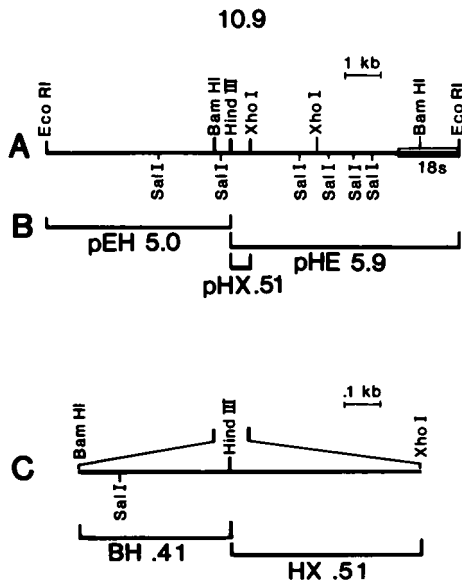 10.9
1 kb
Eco RI
Bam HI
Hind III
Xho I
Xho I
Bam HI
Eco RI
A
Sal I
Sal I
Sal I
Sal I
Sal I
Sal I
18s
B
pEH 5.0
pHE 5.9
pHX .51
.1 kb
Bam HI
Hind III
Xho I
C
Sal I
BH .41
HX .51